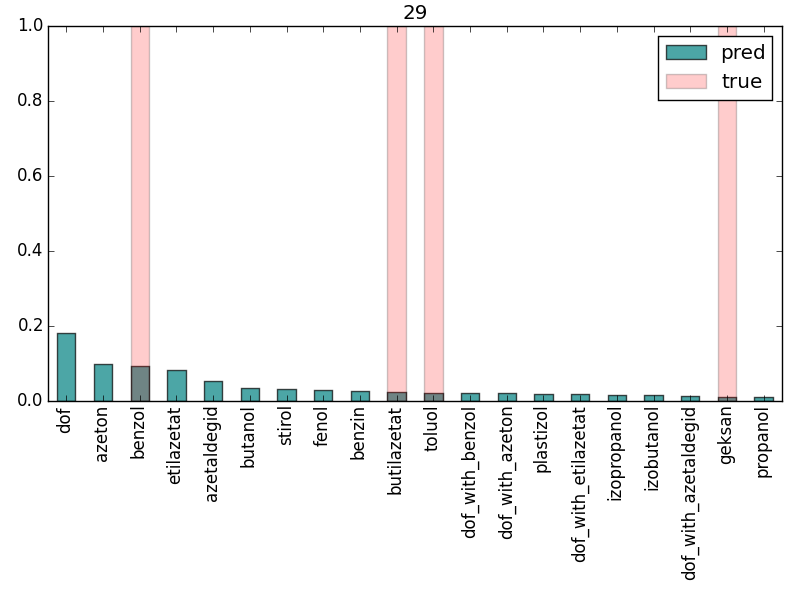 29
1.0
0.8
0.6
0.4
0.2
0.0
pred
true
dof
azeton
benzol
etilazetat
azetaldegid
butanol
stirol
fenol
benzin
butilazetat
toluol
dof_with_benzol
dof_with_azeton
plastizol
dof_with_etilazetat
izopropanol
izobutanol
dof_with_azetaldegid
geksan
propanol